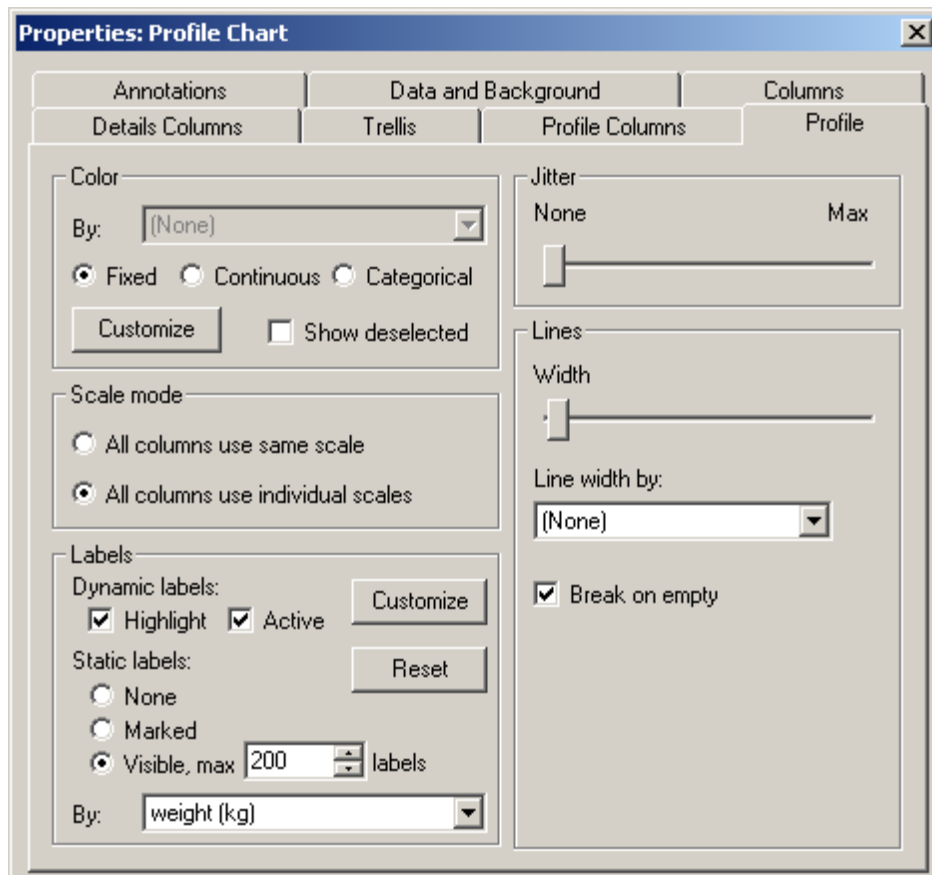 Properties: Profile Chart
Annotations
Data and Background
Columns
Details Columns
Trellis
Profile Columns
Profile
Color
By: (None)
Fixed Continuous Categorical
Customize Show deselected
Scale mode
All columns use same scale
All columns use individual scales
Labels
Dynamic labels:
Customize
Highlight Active
Static labels:
Reset
None
Marked
Visible, max 200 labels
By: weight (kg)
Jitter
None Max
Lines
Width
Line width by:
(None)
Break on empty